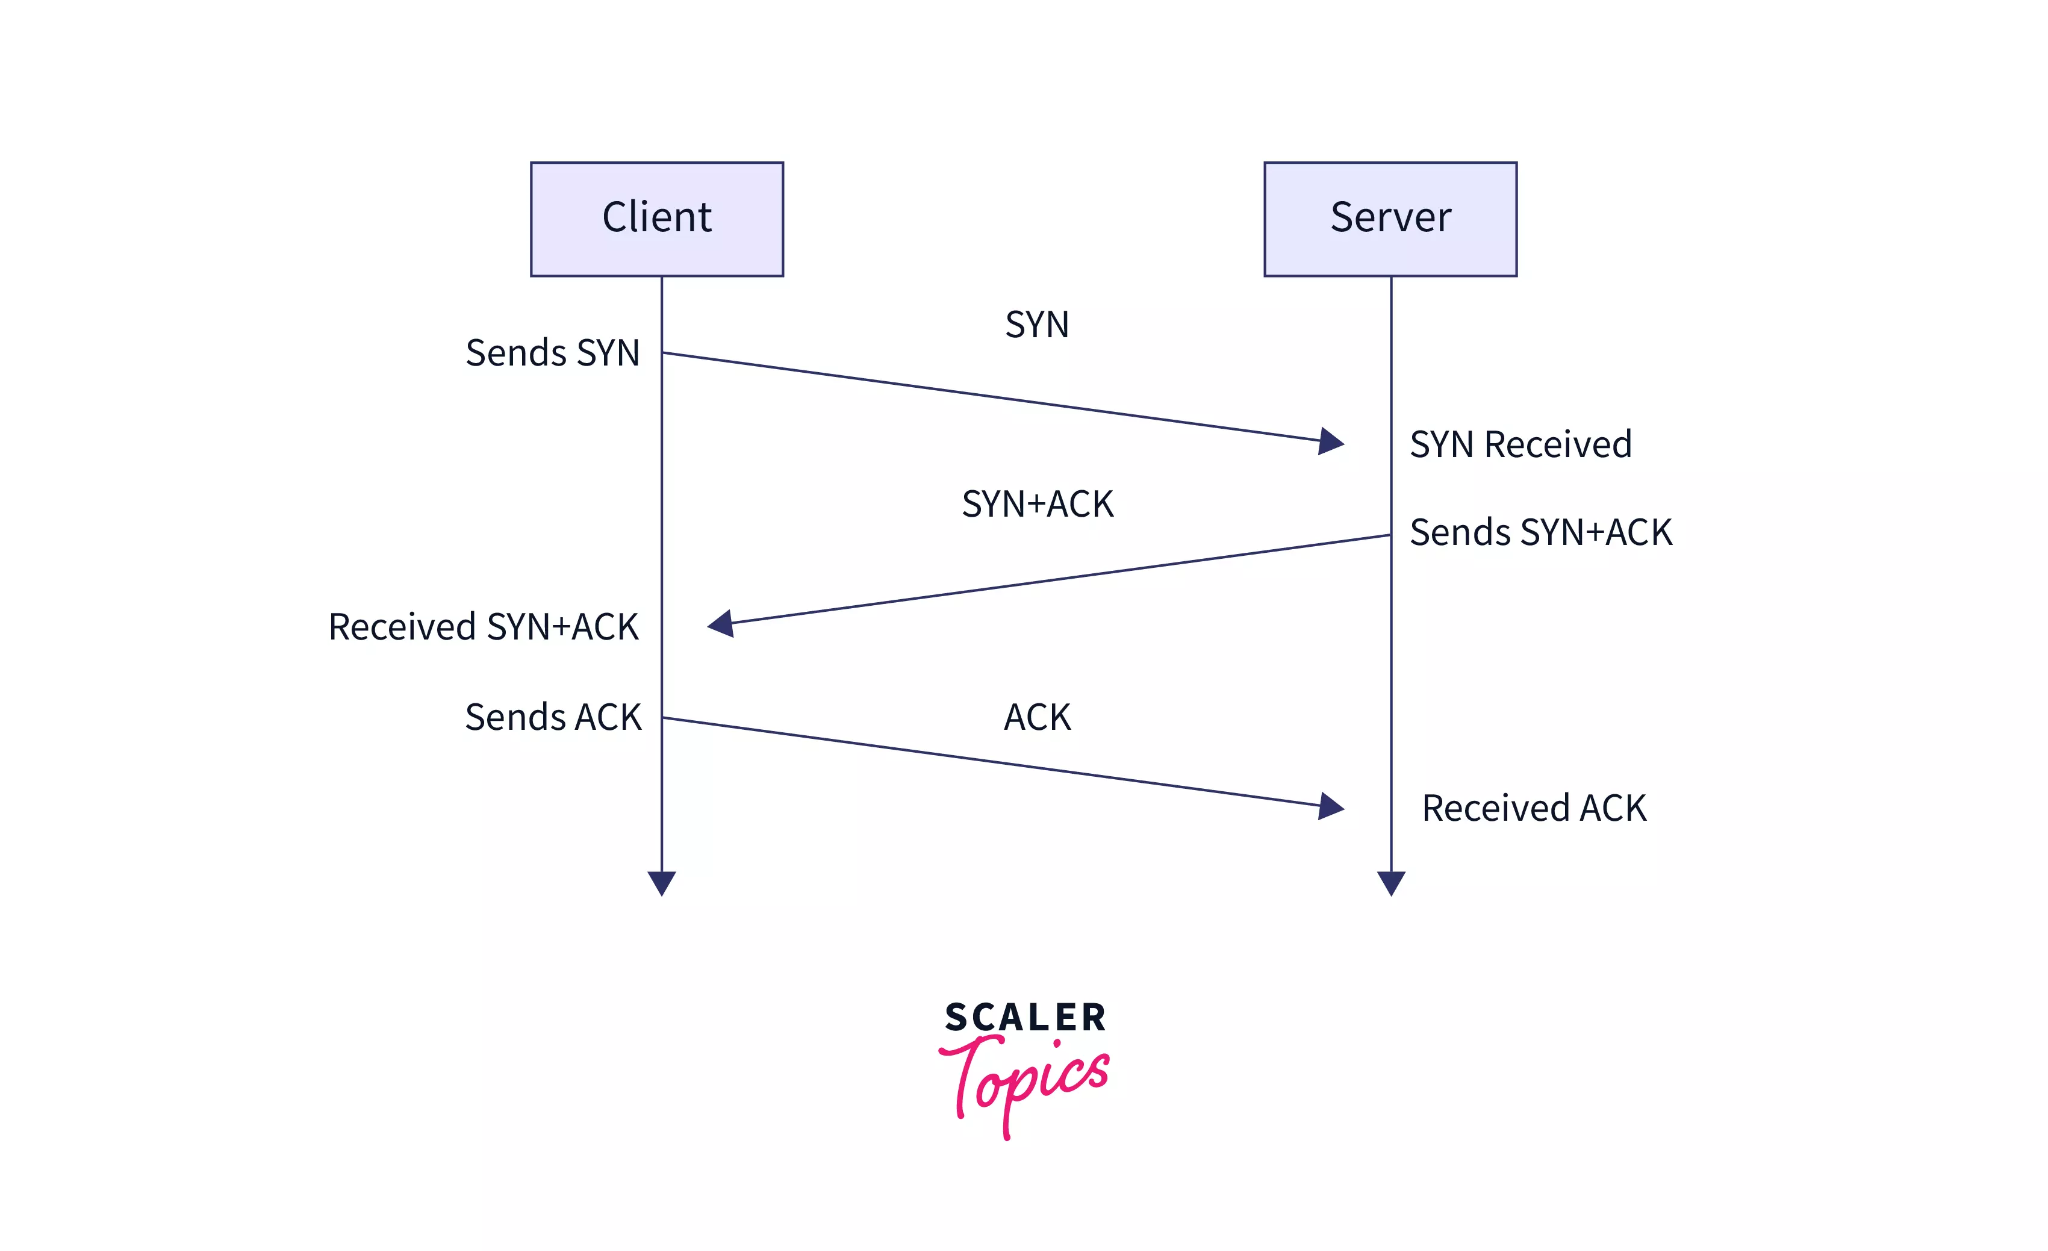 Client
Server
SYN
Sends SYN
SYN Received
SYN+ACK
Sends SYN+ACK
Received SYN+ACK
Sends ACK
ACK
Received ACK
SCALER
Topics